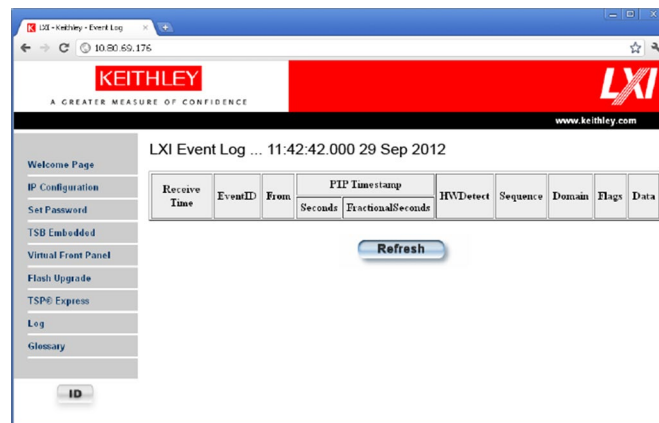 LXI - Keithley - Event Log
10.80.69.176
KEITHLEY
A GREATER MEASURE OF CONFIDENCE
LXI
www.keithley.com
LXI Event Log ... 11:42:42.000 29 Sep 2012
Welcome Page
IP Configuration
Set Password
TSB Embedded
Virtual Front Panel
Flash Upgrade
TSP® Express
Log
Glossary
ID
Receive Time EventID From PTP Timestamp HWDetect Sequence Domain Flags Data
Seconds FractionalSeconds
Refresh